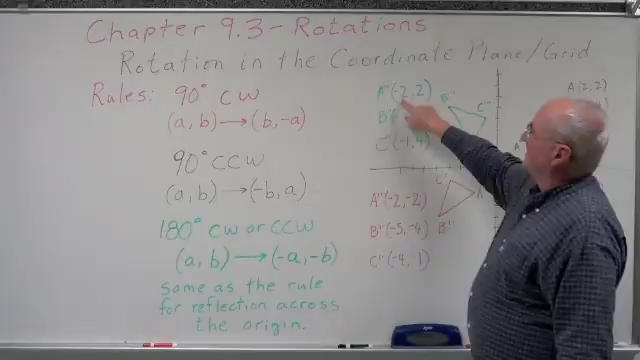 Chapter 9.3 - Rotations
Rotation in the Coordinate Plane/Grid
Rules: 90° CW
(a, b) → (b, -a)
90° CCW
(a, b) → (-b, a)
180° CW or CCW
(a, b) → (-a, -b)
Same as the rule
for reflection across
the origin.
A" (-2, 2)
B"
C" (-1, 4)
B"
C"
A" (-2, -2)
B" (-5, -4)
C" (-4, -1)
C"
A
B"
A (2, 2)